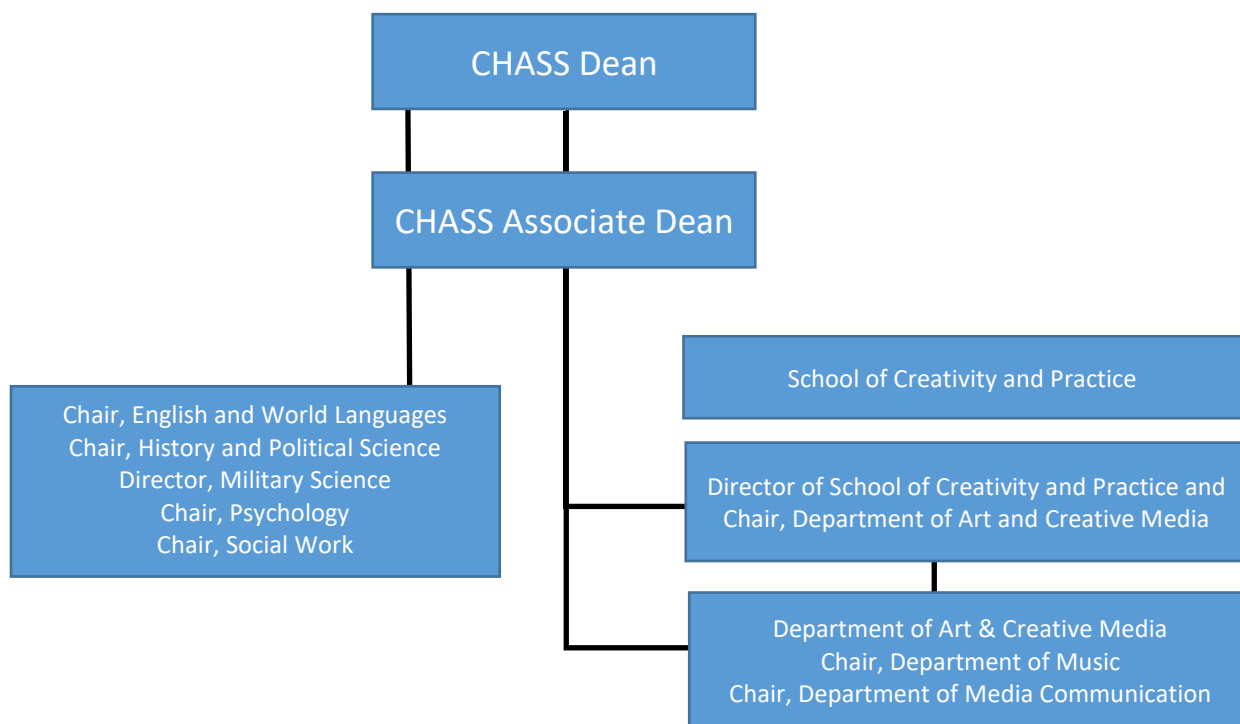 CHASS Dean
CHASS Associate Dean
School of Creativity and Practice
Chair, English and World Languages
Chair, History and Political Science
Director, Military Science
Chair, Psychology
Chair, Social Work
Director of School of Creativity and Practice and
Chair, Department of Art and Creative Media
Department of Art & Creative Media
Chair, Department of Music
Chair, Department of Media Communication